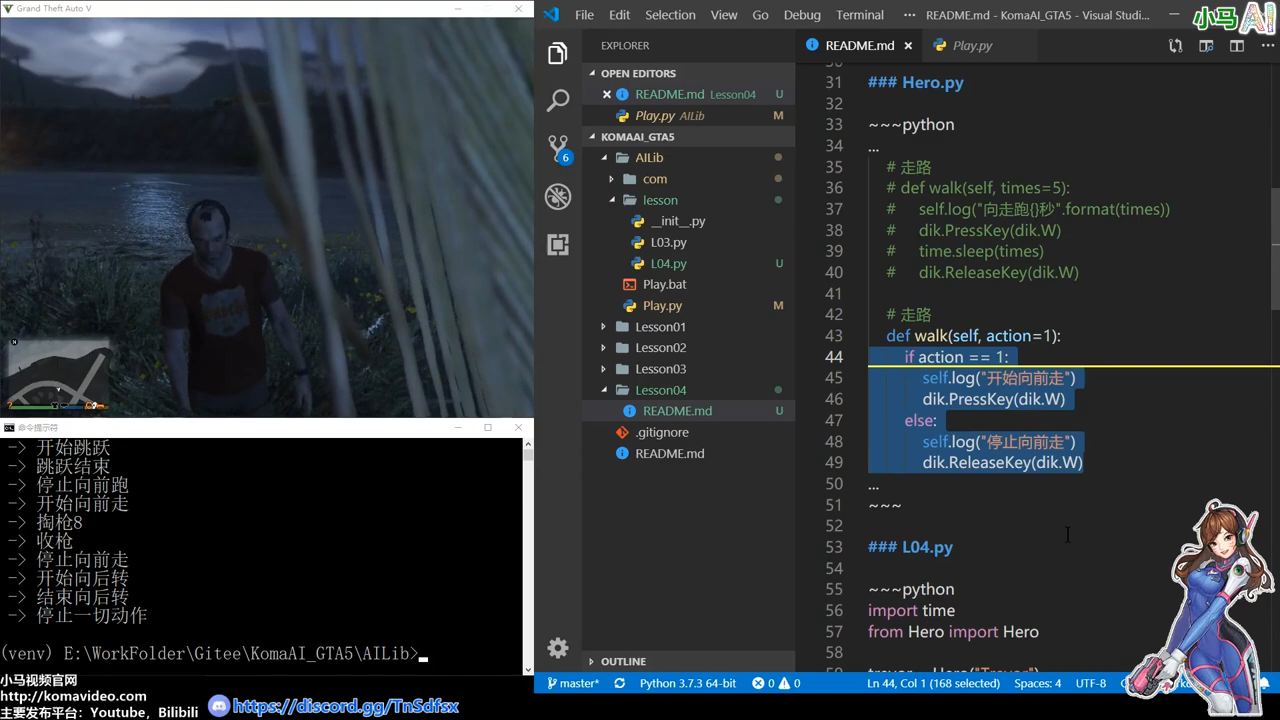 Grand Theft Auto V
File Edit Selection View Go Debug Terminal ··· README.md - KomaAI_GTA5 - Visual Studi...
小马AI
EXPLORER
OPEN EDITORS
README.md Lesson04 U
Play.py AILib M
KOMAAI_GTA5
AILib
com
lesson
__init__.py
L03.py
L04.py U
Play.bat
Play.py M
Lesson01
Lesson02
Lesson03
Lesson04
README.md U
.gitignore
README.md
OUTLINE
6
README.md
Play.py
31 ### Hero.py
32
33 ~~~python
34 ...
35 # 走路
36 # def walk(self, times=5):
37 # self.log("向走跑{}秒".format(times))
38 # dik.PressKey(dik.W)
39 # time.sleep(times)
40 # dik.ReleaseKey(dik.W)
41
42 # 走路
43 def walk(self, action=1):
44 if action == 1:
45 self.log("开始向前走")
46 dik.PressKey(dik.W)
47 else:
48 self.log("停止向前走")
49 dik.ReleaseKey(dik.W)
50 ...
51 ~~~
52
53 ### L04.py
54
55 ~~~python
56 import time
57 from Hero import Hero
58
命令提示符
-> 开始跳跃
-> 跳跃结束
-> 停止向前跑
-> 开始向前走
-> 掏枪8
-> 收枪
-> 停止向前走
-> 开始向后转
-> 结束向后转
-> 停止一切动作
(venv) E:\WorkFolder\Gitee\KomaAI_GTA5\AILib>
master* Python 3.7.3 64-bit 0 0 Ln 44, Col 1 (168 selected) Spaces: 4 UTF-8
小马视频官网
http://komavideo.com
主要发布平台：Youtube，Bilibili
https://discord.gg/TnSdfsx